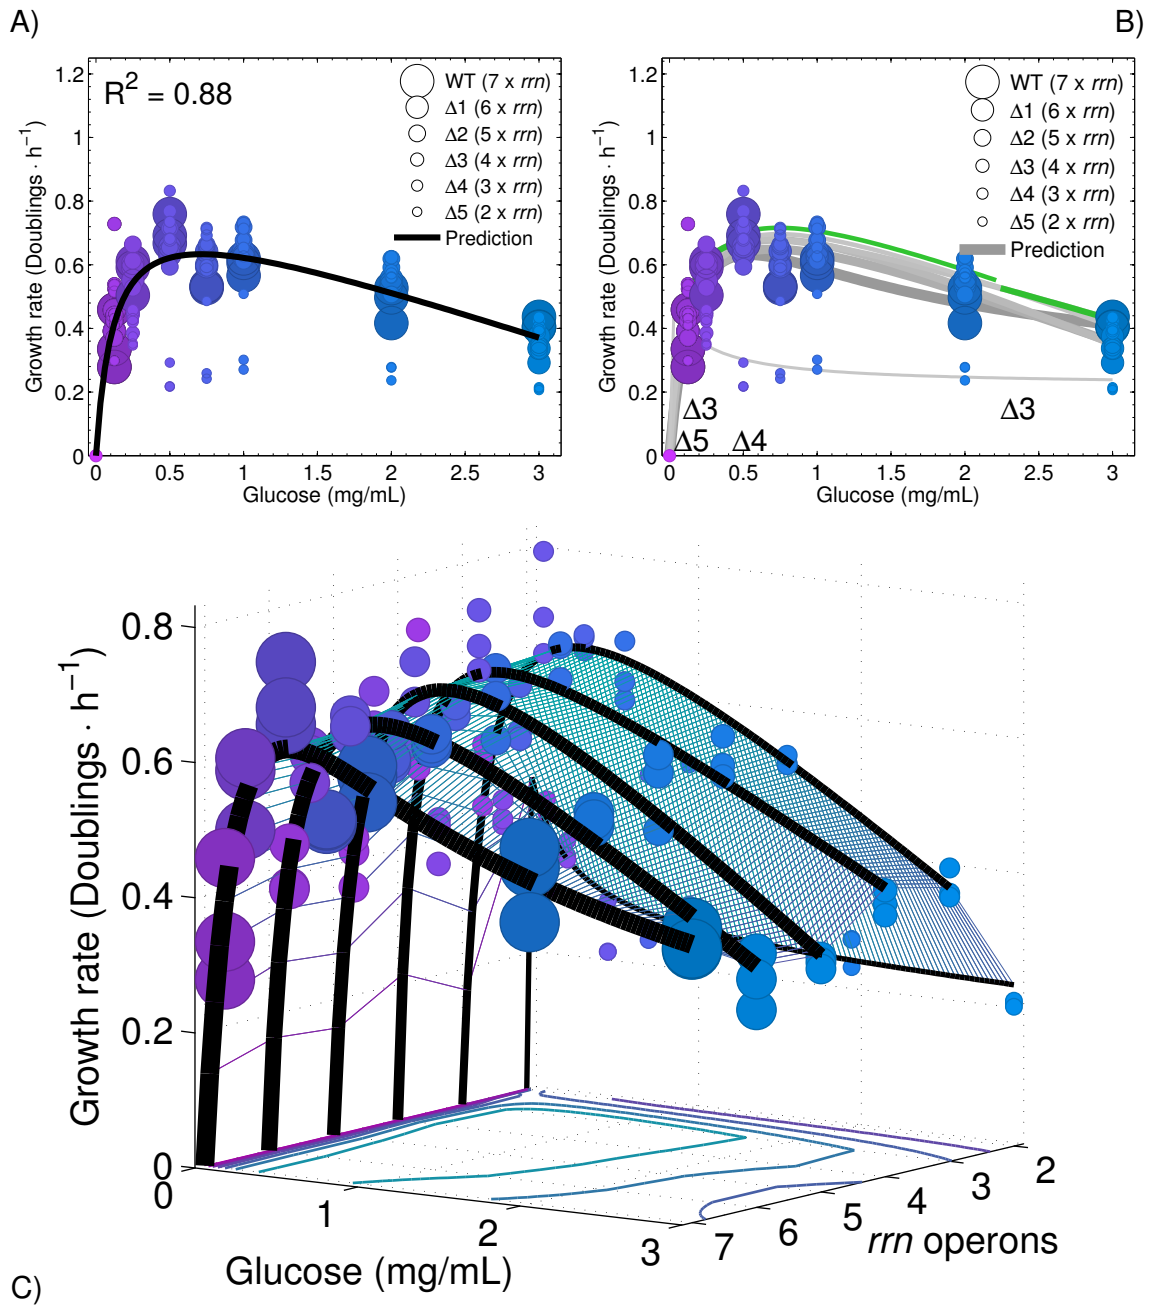 A)
B)
R² = 0.88
Growth rate (Doublings · h⁻¹)
1.2
1
0.8
0.6
0.4
0.2
0
WT (7 x rrn)
Δ1 (6 x rrn)
Δ2 (5 x rrn)
Δ3 (4 x rrn)
Δ4 (3 x rrn)
Δ5 (2 x rrn)
Prediction
0 0.5 1 1.5 2 2.5 3
Glucose (mg/mL)
Growth rate (Doublings · h⁻¹)
1.2
1
0.8
0.6
0.4
0.2
0
WT (7 x rrn)
Δ1 (6 x rrn)
Δ2 (5 x rrn)
Δ3 (4 x rrn)
Δ4 (3 x rrn)
Δ5 (2 x rrn)
Prediction
Δ3 Δ3
Δ5 Δ4
0 0.5 1 1.5 2 2.5 3
Glucose (mg/mL)
Growth rate (Doublings · h⁻¹)
0.8
0.6
0.4
0.2
0
0 1 2 3
Glucose (mg/mL)
7 6 5 4 3 2
rrn operons
C)